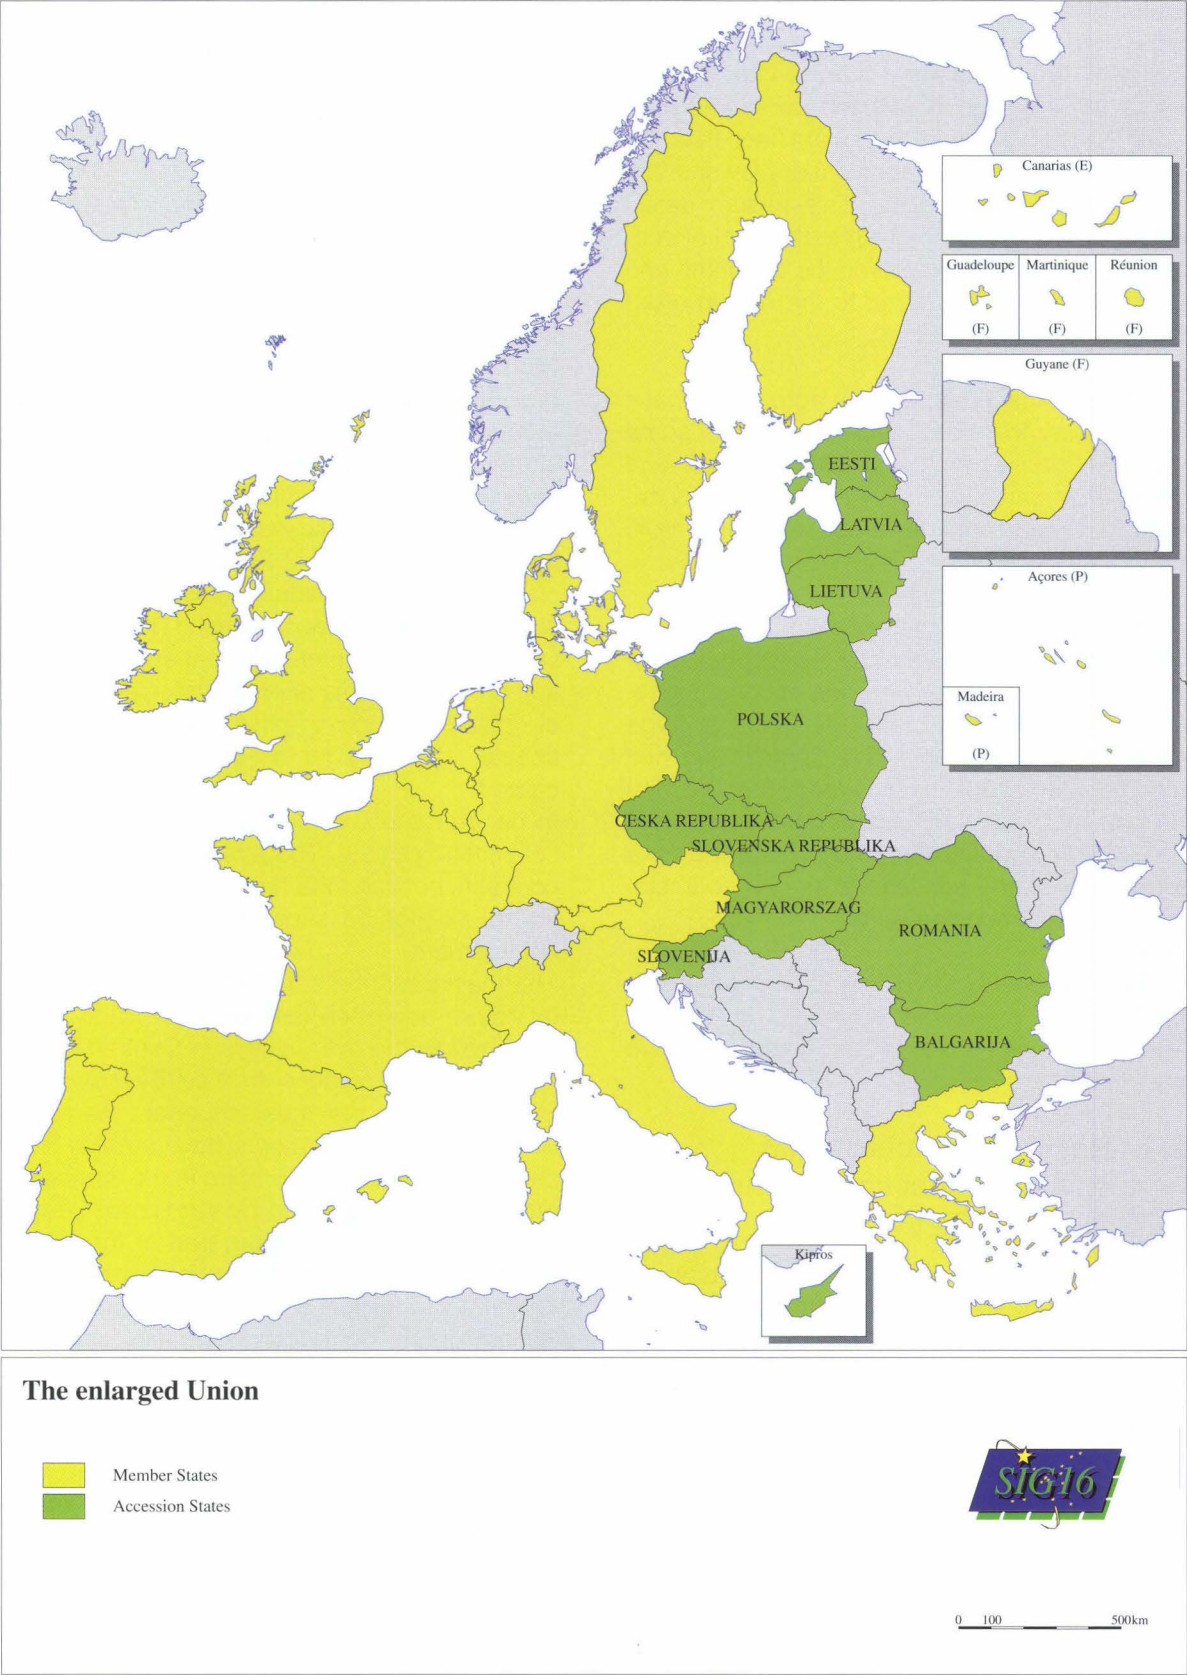 Canarias (E)
Guadeloupe
Martinique
Réunion
(F)
(F)
(F)
Guyane (F)
EESTI
LATVIA
LIETUVA
Açores (P)
Madeira
(P)
POLSKA
CESKA REPUBLIKA
SLOVENSKA REPUBLIKA
MAGYARORSZAG
ROMANIA
SLOVENIJA
BALGARIJA
Kipros
The enlarged Union
Member States
Accession States
SIG16
0 100 500km